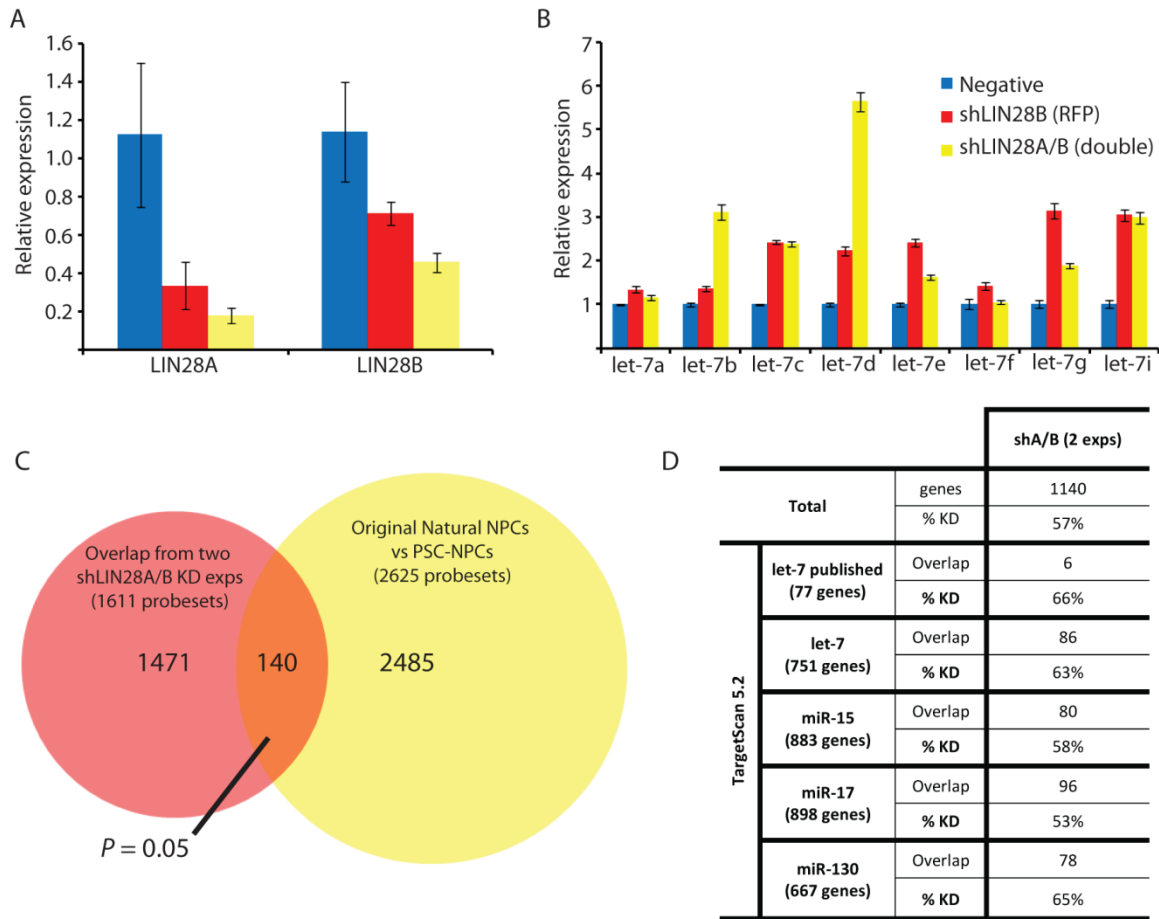 A
Relative expression
1.6
1.4
1.2
1.0
0.8
0.6
0.4
0.2
LIN28A LIN28B
B
Relative expression
7
6
5
4
3
2
1
Negative
shLIN28B (RFP)
shLIN28A/B (double)
let-7a let-7b let-7c let-7d let-7e let-7f let-7g let-7i
C
Overlap from two
shLIN28A/B KD exps
(1611 probesets)
Original Natural NPCs
vs PSC-NPCs
(2625 probesets)
1471 140 2485
P = 0.05
D
shA/B (2 exps)
Total genes 1140
% KD 57%
TargetScan 5.2
let-7 published
(77 genes)
Overlap 6
% KD 66%
let-7
(751 genes)
Overlap 86
% KD 63%
miR-15
(883 genes)
Overlap 80
% KD 58%
miR-17
(898 genes)
Overlap 96
% KD 53%
miR-130
(667 genes)
Overlap 78
% KD 65%